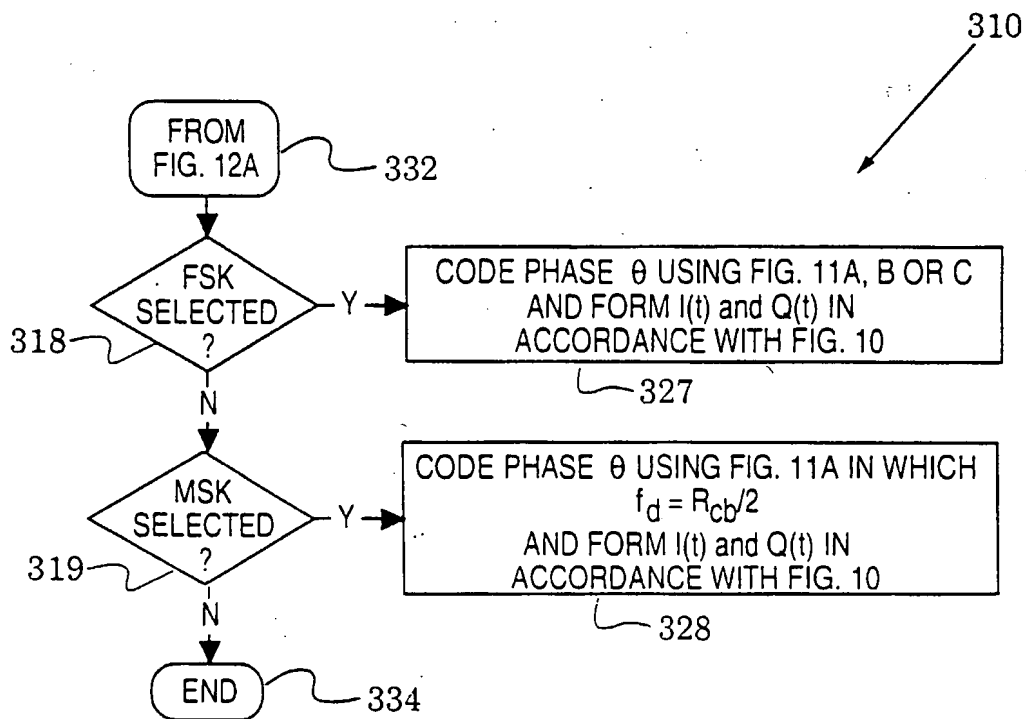 310
FROM
FIG. 12A
332
FSK
SELECTED
?
318
Y
CODE PHASE θ USING FIG. 11A, B OR C
AND FORM I(t) and Q(t) IN
ACCORDANCE WITH FIG. 10
327
N
MSK
SELECTED
?
319
Y
CODE PHASE θ USING FIG. 11A IN WHICH
f_d = R_cb/2
AND FORM I(t) and Q(t) IN
ACCORDANCE WITH FIG. 10
328
N
END
334